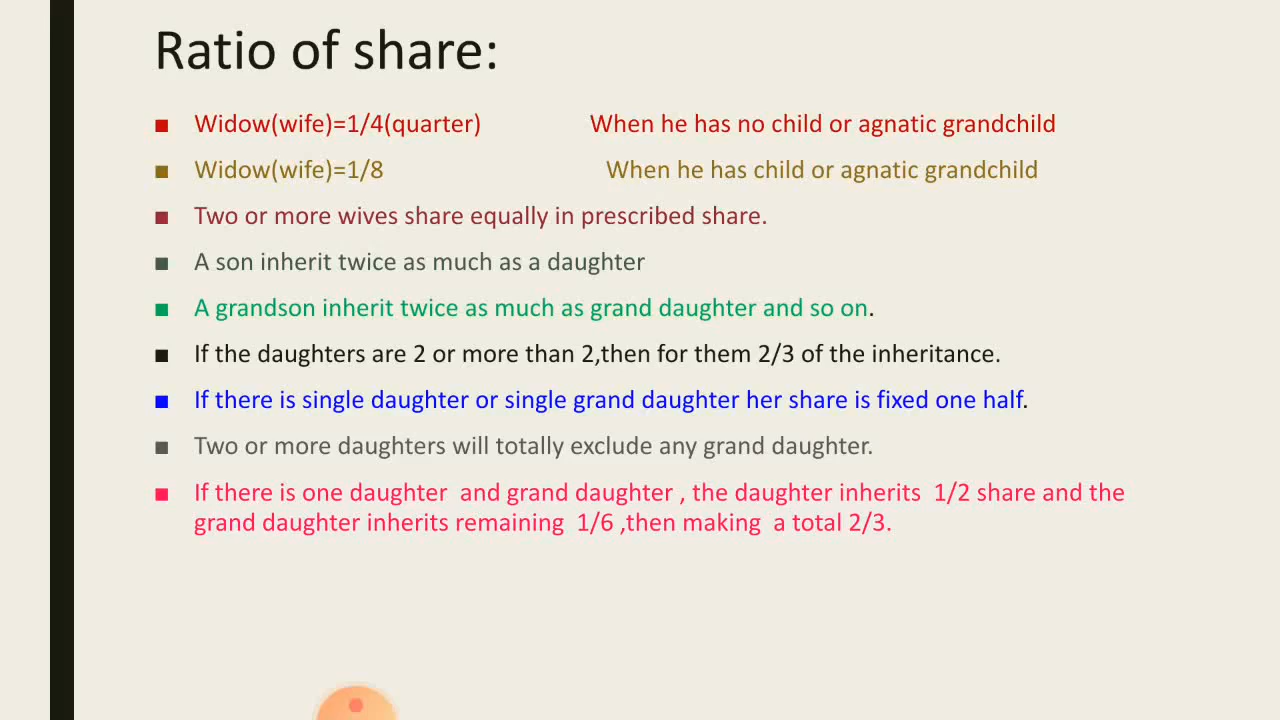 Ratio of share:
■ Widow(wife)=1/4(quarter) When he has no child or agnatic grandchild
■ Widow(wife)=1/8 When he has child or agnatic grandchild
■ Two or more wives share equally in prescribed share.
■ A son inherit twice as much as a daughter
■ A grandson inherit twice as much as grand daughter and so on.
■ If the daughters are 2 or more than 2,then for them 2/3 of the inheritance.
■ If there is single daughter or single grand daughter her share is fixed one half.
■ Two or more daughters will totally exclude any grand daughter.
■ If there is one daughter and grand daughter , the daughter inherits 1/2 share and the
grand daughter inherits remaining 1/6 ,then making a total 2/3.